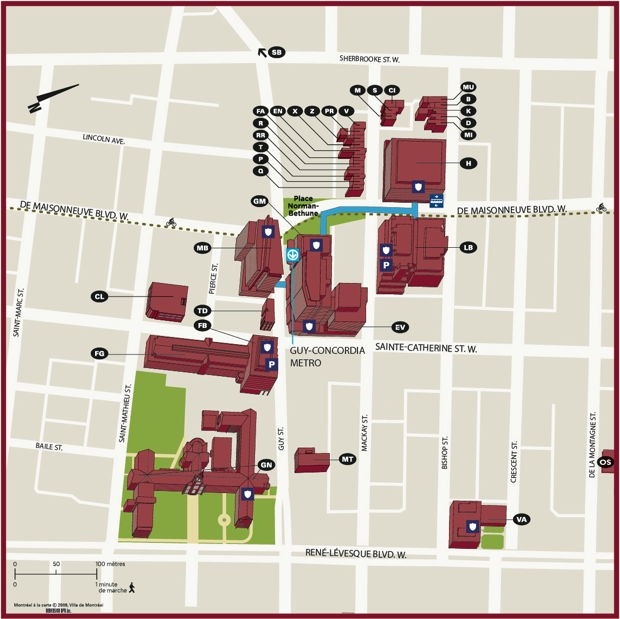 SB
SHERBROOKE ST. W.
M
S
CI
MU
B
K
D
MI
FA
EN
X
Z
PR
V
R
RR
T
P
Q
LINCOLN AVE.
H
Place
Norman-
Bethune
GM
DE MAISONNEUVE BLVD. W.
DE MAISONNEUVE BLVD. W.
MB
LB
P
PIERCE ST.
CL
SAINT-MARC ST.
TD
FB
EV
FG
P
GUY-CONCORDIA
METRO
SAINTE-CATHERINE ST. W.
SAINT-MATHIEU ST.
GUY ST.
MACKAY ST.
BISHOP ST.
CRESCENT ST.
DE LA MONTAGNE ST.
BAILE ST.
GN
MT
OS
VA
RENÉ-LÉVESQUE BLVD. W.
0
50
100 mètres
0
1 minute
de marche
Montréal à la carte © 2008, Ville de Montréal